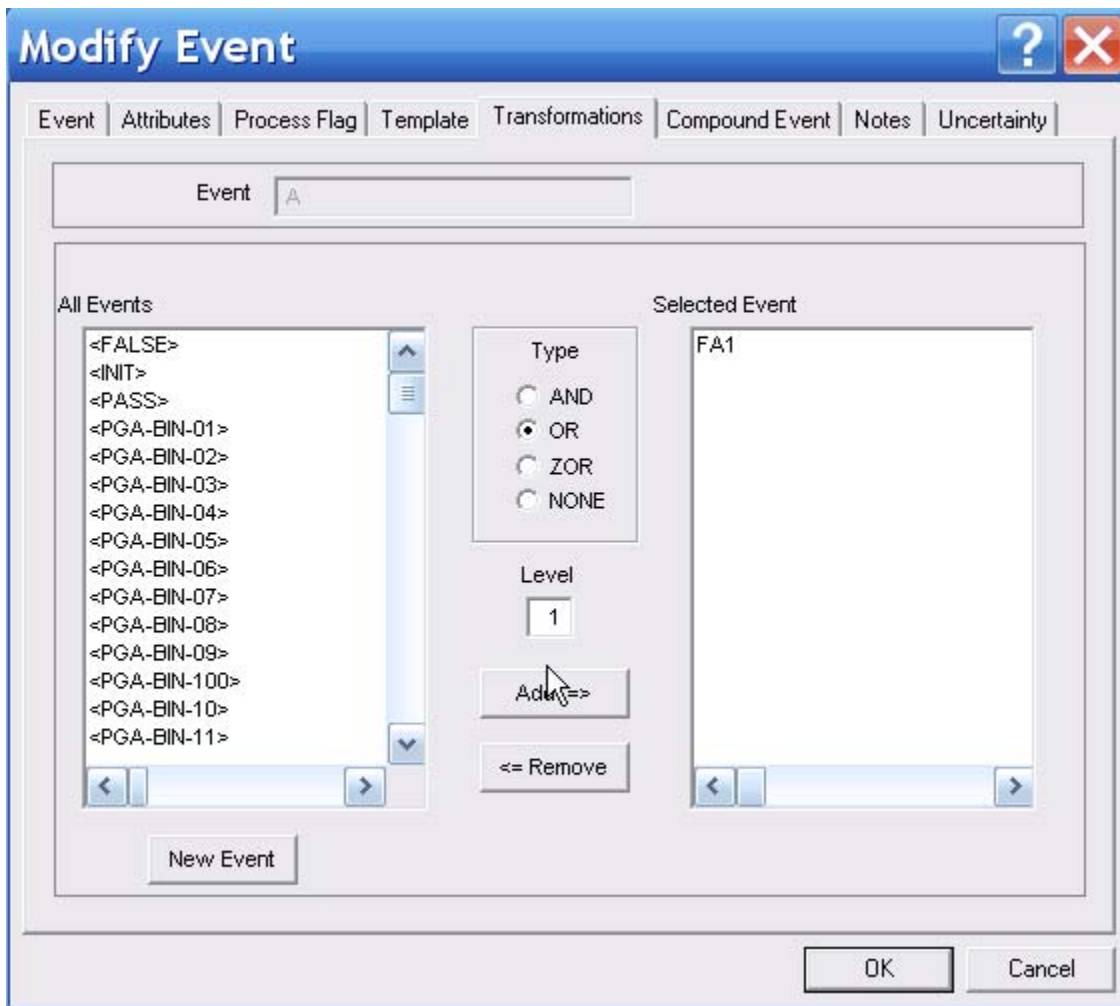 Modify Event
Event Attributes Process Flag Template Transformations Compound Event Notes Uncertainty
Event A
All Events
<FALSE>
<INIT>
<PASS>
<PGA-BIN-01>
<PGA-BIN-02>
<PGA-BIN-03>
<PGA-BIN-04>
<PGA-BIN-05>
<PGA-BIN-06>
<PGA-BIN-07>
<PGA-BIN-08>
<PGA-BIN-09>
<PGA-BIN-100>
<PGA-BIN-10>
<PGA-BIN-11>
New Event
Type
AND
OR
ZOR
NONE
Level
1
Add =>
<= Remove
Selected Event
FA1
OK Cancel